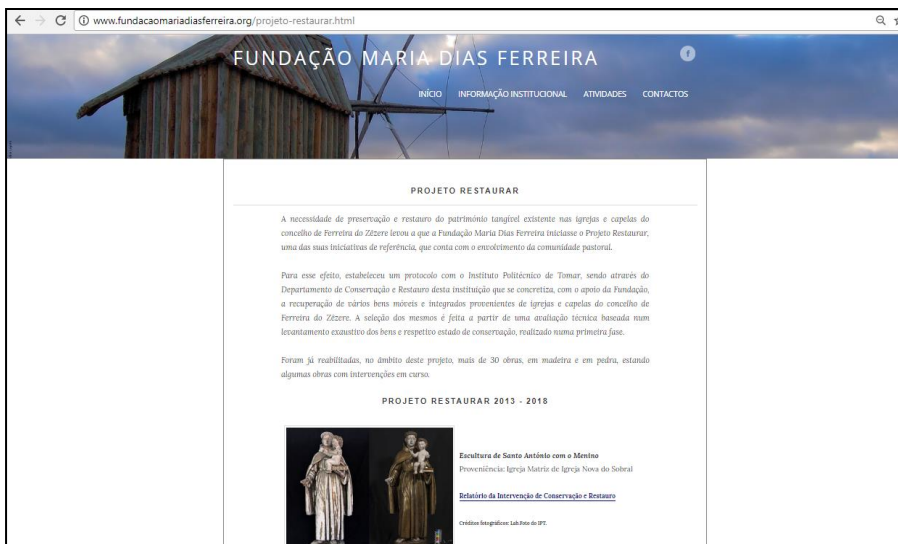 www.fundacaomariadiasferreira.org/projeto-restaurar.html
FUNDAÇÃO MARIA DIAS FERREIRA
f
INÍCIO INFORMAÇÃO INSTITUCIONAL ATIVIDADES CONTACTOS
PROJETO RESTAURAR
A necessidade de preservação e restauro do património tangível existente nas igrejas e capelas do
concelho de Ferreira do Zêzere levou a que a Fundação Maria Dias Ferreira iniciasse o Projeto Restaurar,
uma das suas iniciativas de referência, que conta com o envolvimento da comunidade pastoral.
Para esse efeito, estabeleceu um protocolo com o Instituto Politécnico de Tomar, sendo através do
Departamento de Conservação e Restauro desta instituição que se concretiza, com o apoio da Fundação,
a recuperação de vários bens móveis e integrados provenientes de igrejas e capelas do concelho de
Ferreira do Zêzere. A seleção dos mesmos é feita a partir de uma avaliação técnica baseada num
levantamento exaustivo dos bens e respetivo estado de conservação, realizado numa primeira fase.
Foram já reabilitadas, no âmbito deste projeto, mais de 30 obras, em madeira e em pedra, estando
algumas obras com intervenções em curso.
PROJETO RESTAURAR 2013 - 2018
Escultura de Santo António com o Menino
Proveniência: Igreja Matriz de Igreja Nova do Sobral
Relatório da Intervenção de Conservação e Restauro
Créditos fotográficos: Lab.Foto do IPT.